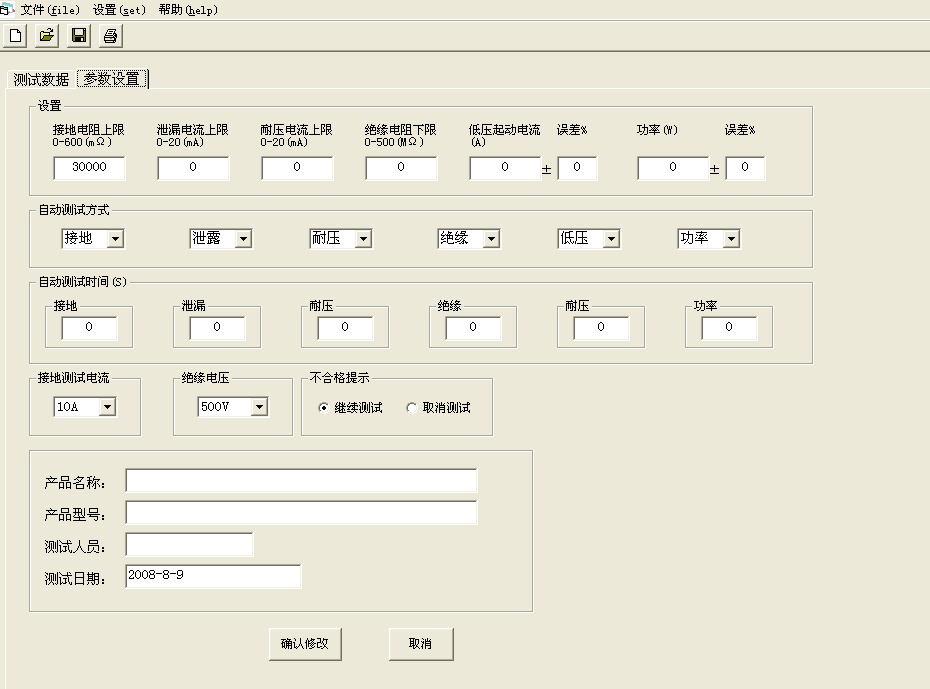 文件(file) 设置(set) 帮助(help)
测试数据 参数设置
设置
接地电阻上限 泄漏电流上限 耐压电流上限 绝缘电阻下限 低压起动电流 误差% 功率(W) 误差%
0-600(mΩ) 0-20(mA) 0-20(mA) 0-500(MΩ) (A)
30000 0 0 0 0 ± 0 0 ± 0
自动测试方式
接地 泄露 耐压 绝缘 低压 功率
自动测试时间(S)
接地 泄漏 耐压 绝缘 耐压 功率
0 0 0 0 0 0
接地测试电流 绝缘电压 不合格提示
10A 500V 继续测试 取消测试
产品名称:
产品型号:
测试人员:
测试日期: 2008-8-9
确认修改 取消